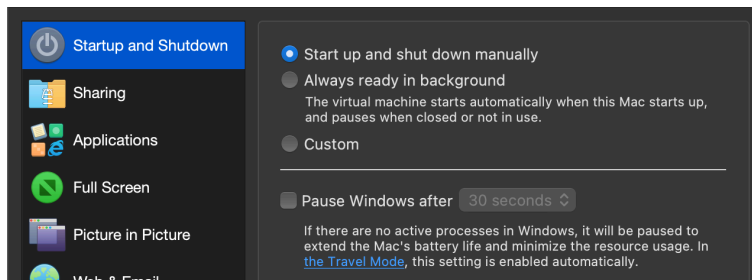 Startup and Shutdown
Start up and shut down manually
Always ready in background
Sharing
The virtual machine starts automatically when this Mac starts up,
and pauses when closed or not in use.
Applications
Custom
Full Screen
Pause Windows after 30 seconds
Picture in Picture
If there are no active processes in Windows, it will be paused to
extend the Mac's battery life and minimize the resource usage. In
the Travel Mode, this setting is enabled automatically.
Web & Email